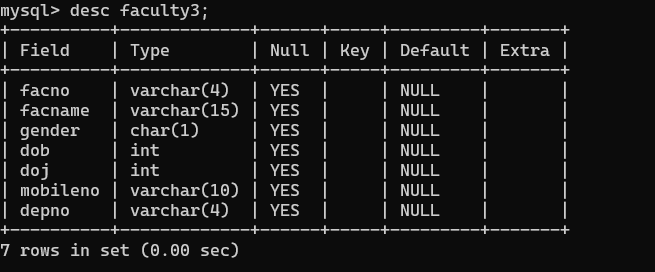 mysql> desc faculty3;
+----------+-------------+------+-----+---------+-------+
| Field    | Type        | Null | Key | Default | Extra |
+----------+-------------+------+-----+---------+-------+
| facno    | varchar(4)  | YES  |     | NULL    |       |
| facname  | varchar(15) | YES  |     | NULL    |       |
| gender   | char(1)     | YES  |     | NULL    |       |
| dob      | int         | YES  |     | NULL    |       |
| doj      | int         | YES  |     | NULL    |       |
| mobileno | varchar(10) | YES  |     | NULL    |       |
| depno    | varchar(4)  | YES  |     | NULL    |       |
+----------+-------------+------+-----+---------+-------+
7 rows in set (0.00 sec)